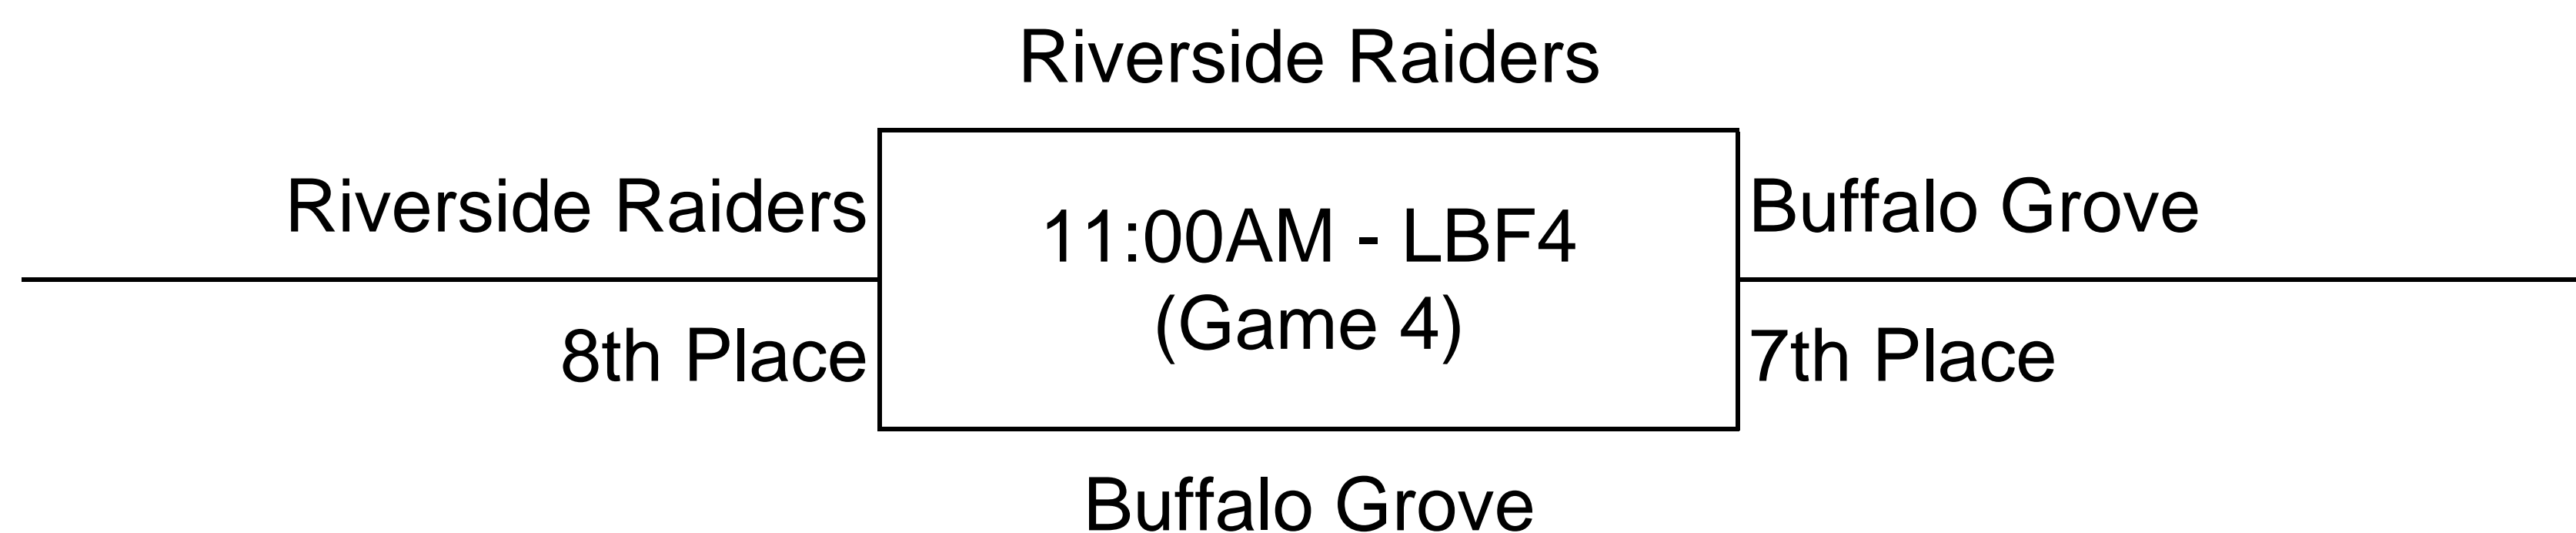 Riverside Raiders
Riverside Raiders
8th Place
11:00AM - LBF4
(Game 4)
Buffalo Grove
7th Place
Buffalo Grove